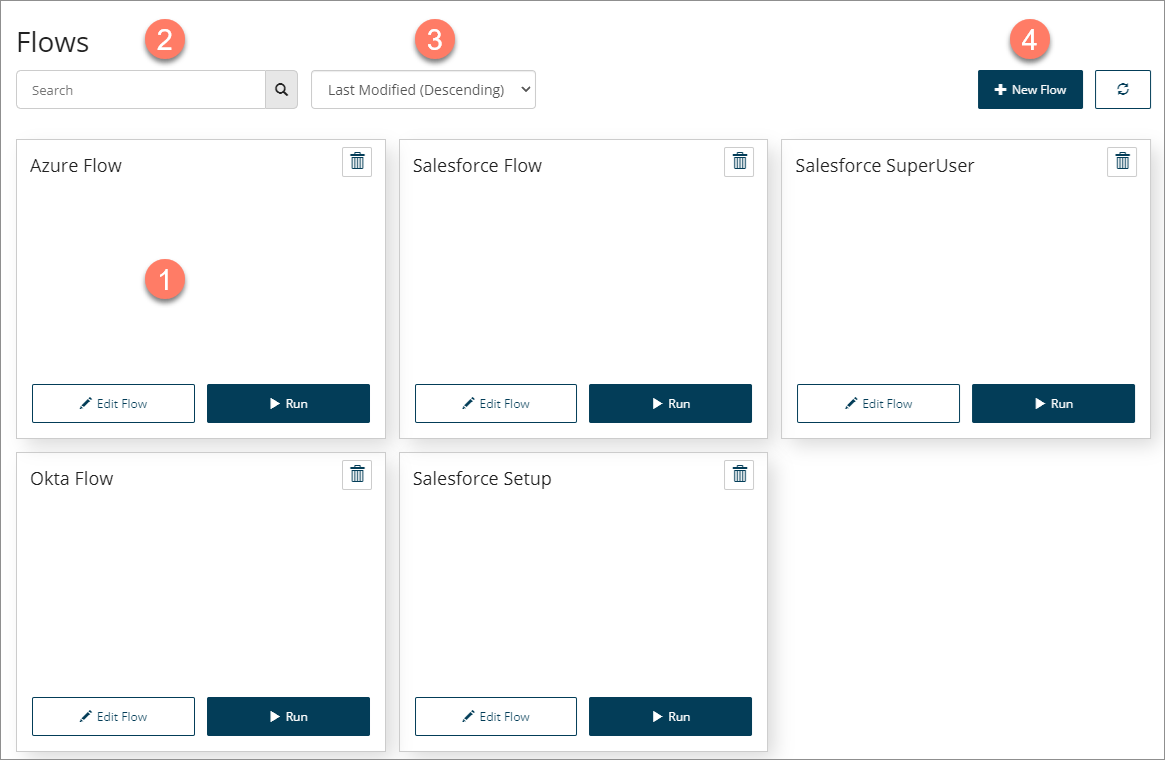 Flows
2
3
4
Search
Last Modified (Descending)
New Flow
Azure Flow
Salesforce Flow
Salesforce SuperUser
1
Edit Flow
Run
Edit Flow
Run
Edit Flow
Run
Okta Flow
Salesforce Setup
Edit Flow
Run
Edit Flow
Run